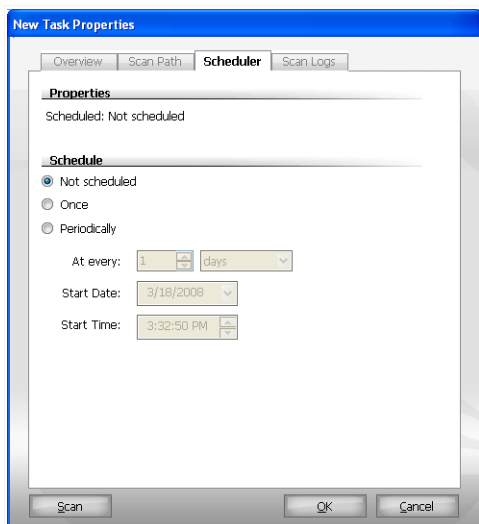 New Task Properties
Overview Scan Path Scheduler Scan Logs
Properties
Scheduled: Not scheduled
Schedule
Not scheduled
Once
Periodically
At every: 1 days
Start Date: 3/18/2008
Start Time: 3:32:50 PM
Scan OK Cancel